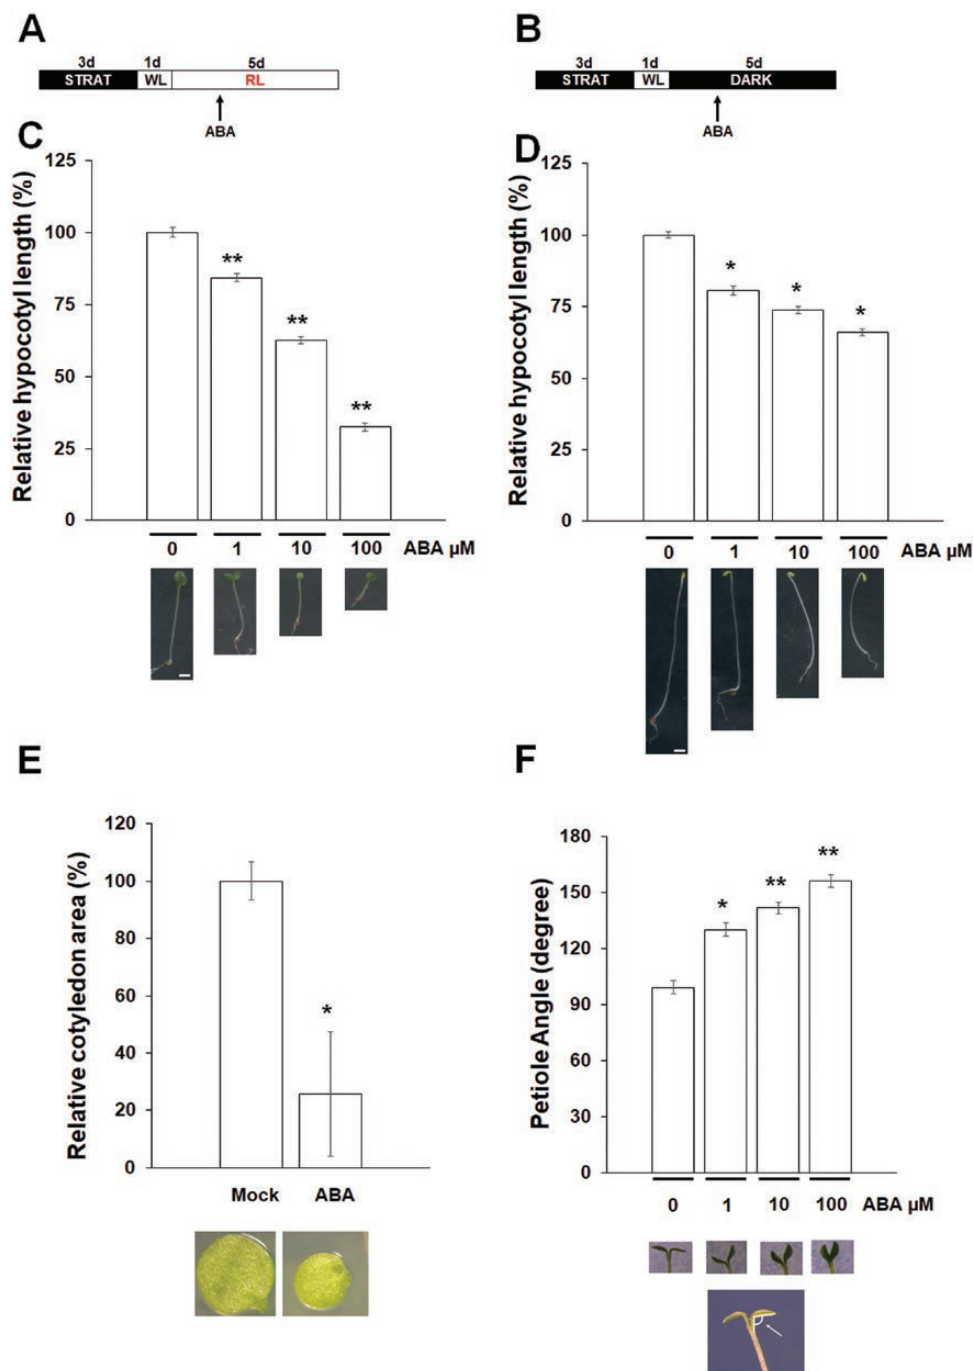 A
3d 1d 5d
STRAT WL RL
ABA
B
3d 1d 5d
STRAT WL DARK
ABA
C
Relative hypocotyl length (%)
125
100
75
50
25
0
**
**
**
0 1 10 100 ABA µM
D
Relative hypocotyl length (%)
125
100
75
50
25
0
*
*
*
0 1 10 100 ABA µM
E
Relative cotyledon area (%)
120
100
80
60
40
20
0
*
Mock ABA
F
Petiole Angle (degree)
180
150
120
90
60
30
0
*
**
**
0 1 10 100 ABA µM